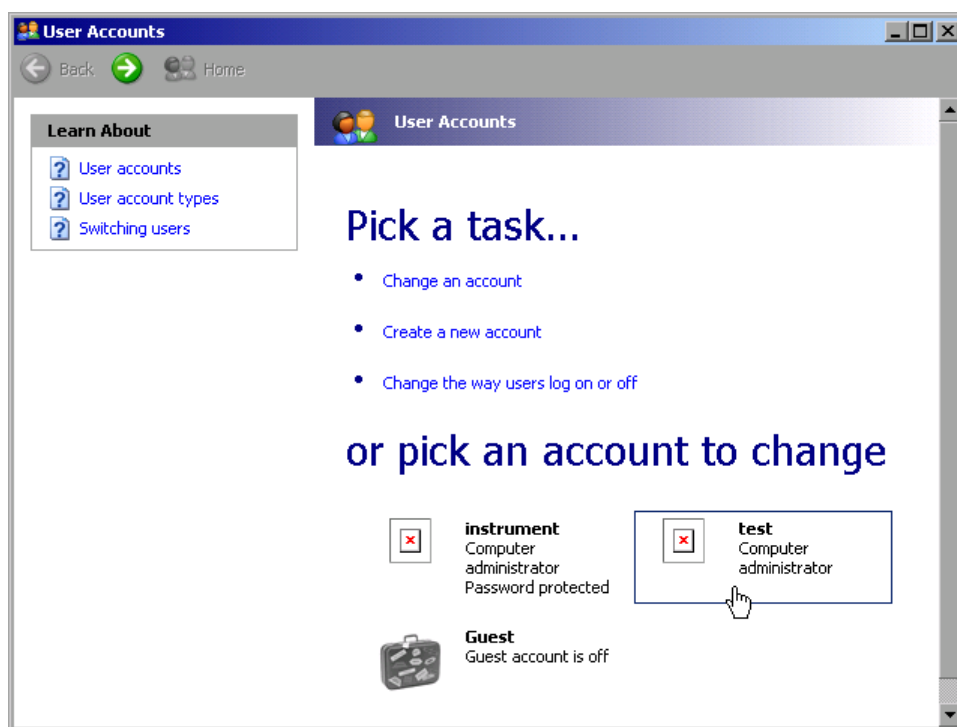 User Accounts
Back
Home
Learn About
User accounts
User account types
Switching users
User Accounts
Pick a task...
Change an account
Create a new account
Change the way users log on or off
or pick an account to change
instrument
Computer
administrator
Password protected
test
Computer
administrator
Guest
Guest account is off